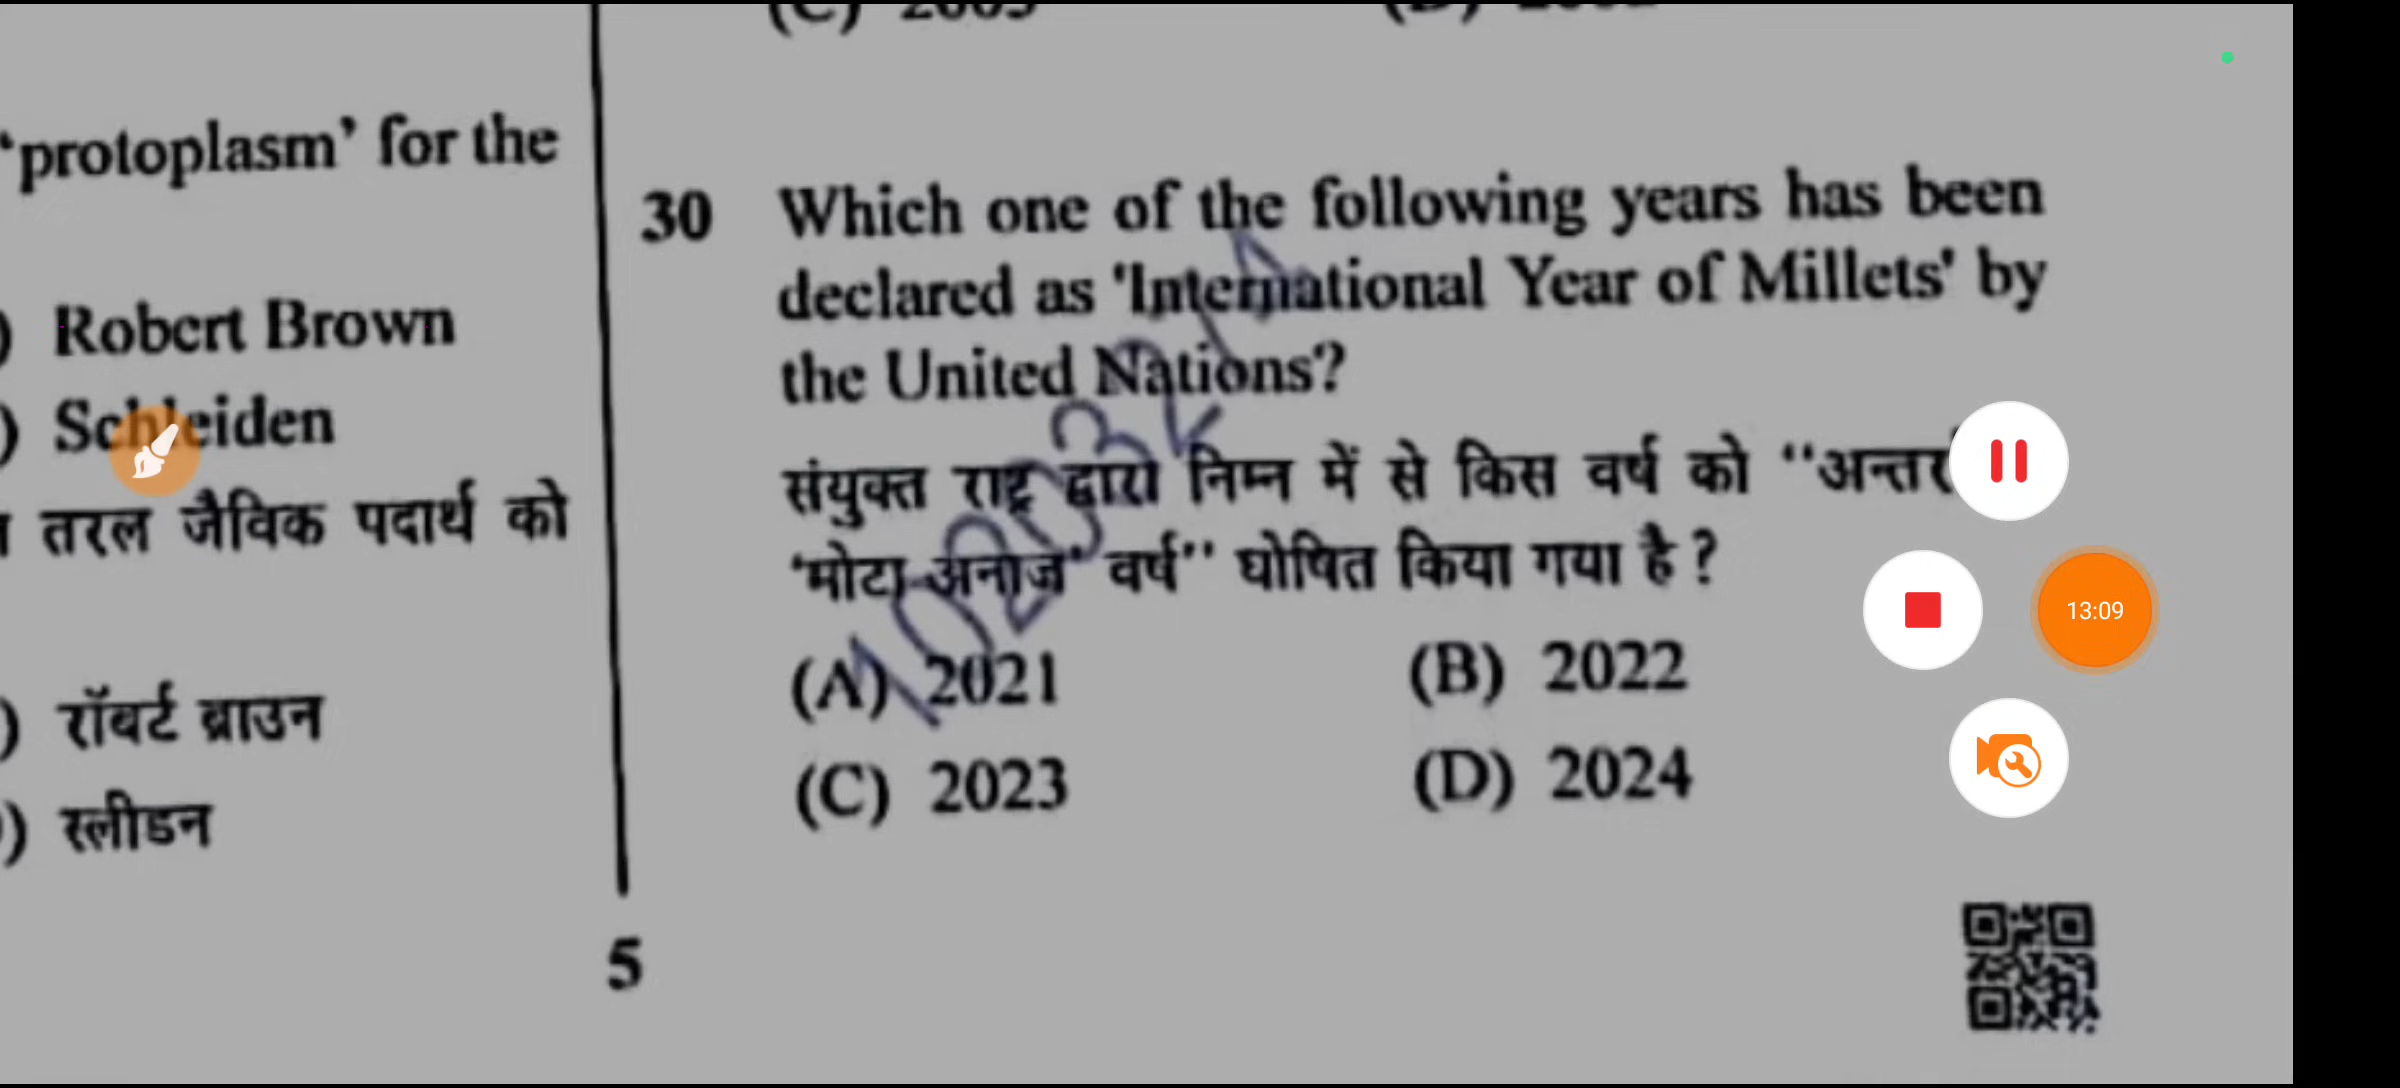 'protoplasm' for the
Robert Brown
Schleiden
तरल जैविक पदार्थ को
रॉबर्ट ब्राउन
स्लीडन
30 Which one of the following years has been
declared as 'International Year of Millets' by
the United Nations?
संयुक्त राष्ट्र द्वारा निम्न में से किस वर्ष को "अन्तर
'मोटा अनाज' वर्ष" घोषित किया गया है ?
(A) 2021 (B) 2022
(C) 2023 (D) 2024
13:09
5